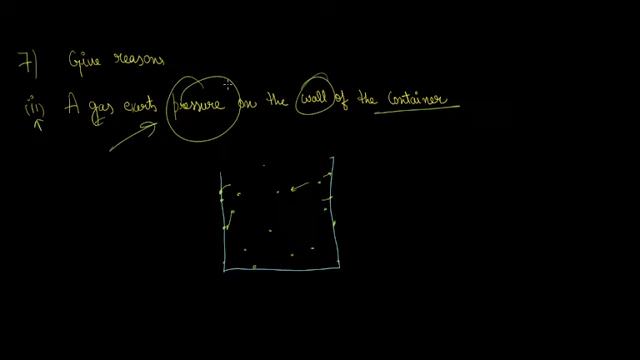 7) Give reasons
(ii) A gas exerts pressure on the wall of the container